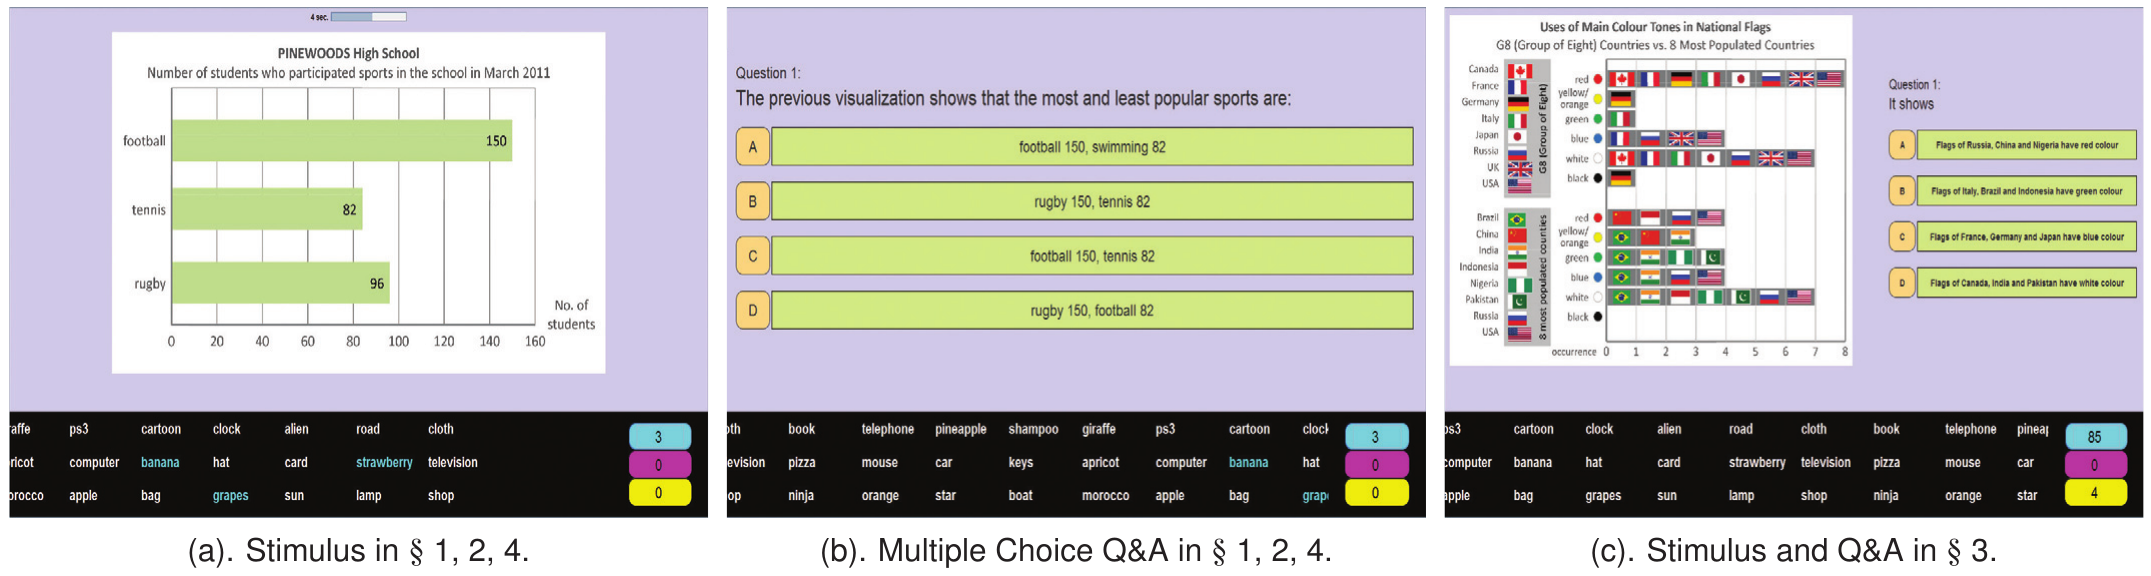 4 sec.
PINEWOODS High School
Number of students who participated sports in the school in March 2011
football
150
tennis
82
rugby
96
No. of
students
0 20 40 60 80 100 120 140 160
raffe ps3 cartoon clock alien road cloth
ricot computer banana hat card strawberry television
orocco apple bag grapes sun lamp shop
3
0
0
(a). Stimulus in § 1, 2, 4.
Question 1:
The previous visualization shows that the most and least popular sports are:
A football 150, swimming 82
B rugby 150, tennis 82
C football 150, tennis 82
D rugby 150, football 82
oth book telephone pineapple shampoo giraffe ps3 cartoon clock
evision pizza mouse car keys apricot computer banana hat
op ninja orange star boat morocco apple bag grap
3
0
0
(b). Multiple Choice Q&A in § 1, 2, 4.
Uses of Main Colour Tones in National Flags
G8 (Group of Eight) Countries vs. 8 Most Populated Countries
Canada
France
Germany
Italy
Japan
Russia
UK
USA
G8 (Group of Eight)
red
yellow/
orange
green
blue
white
black
Brazil
China
India
Indonesia
Nigeria
Pakistan
Russia
USA
8 most populated counties
red
yellow/
orange
green
blue
white
black
occurrence 0 1 2 3 4 5 6 7 8
Question 1:
It shows
A Flags of Russia, China and Nigeria have red colour
B Flags of Italy, Brazil and Indonesia have green colour
C Flags of France, Germany and Japan have blue colour
D Flags of Canada, India and Pakistan have white colour
ps3 cartoon clock alien road cloth book telephone pineap
computer banana hat card strawberry television pizza mouse car
apple bag grapes sun lamp shop ninja orange star
85
0
4
(c). Stimulus and Q&A in § 3.